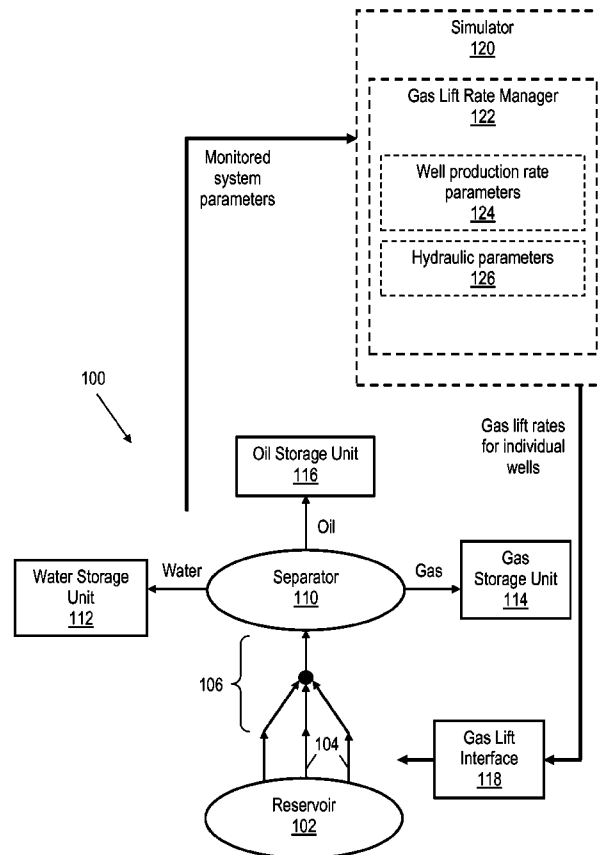 Simulator
120
Gas Lift Rate Manager
122
Monitored
system
parameters
Well production rate
parameters
124
Hydraulic parameters
126
100
Gas lift rates
for individual
wells
Oil Storage Unit
116
Oil
Water Storage
Unit
112
Water
Separator
110
Gas
Gas
Storage Unit
114
106
104
Gas Lift
Interface
118
Reservoir
102